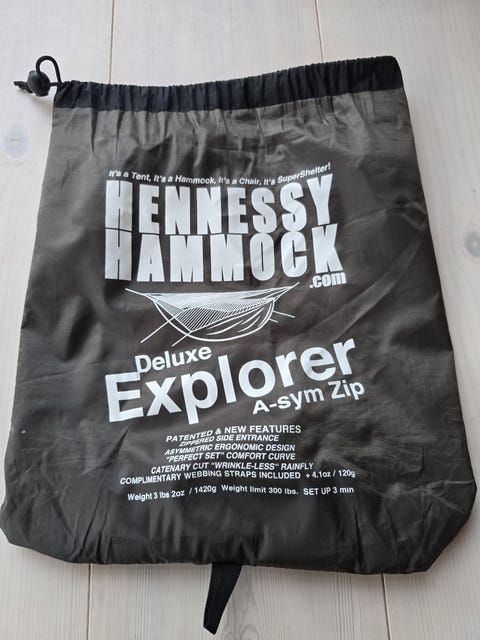 It's a Tent, It's a Hammock, It's a Chair, It's SuperShelter!
HENNESSY
HAMMOCK
.com
Deluxe
Explorer
A-sym Zip
PATENTED & NEW FEATURES
ZIPPERED SIDE ENTRANCE
ASYMMETRIC ERGONOMIC DESIGN
"PERFECT SET" COMFORT CURVE
CATENARY CUT "WRINKLE-LESS" RAINFLY
COMPLIMENTARY WEBBING STRAPS INCLUDED + 4.1oz / 120g
Weight 3 lbs 2oz / 1420g Weight limit 300 lbs. SET UP 3 min